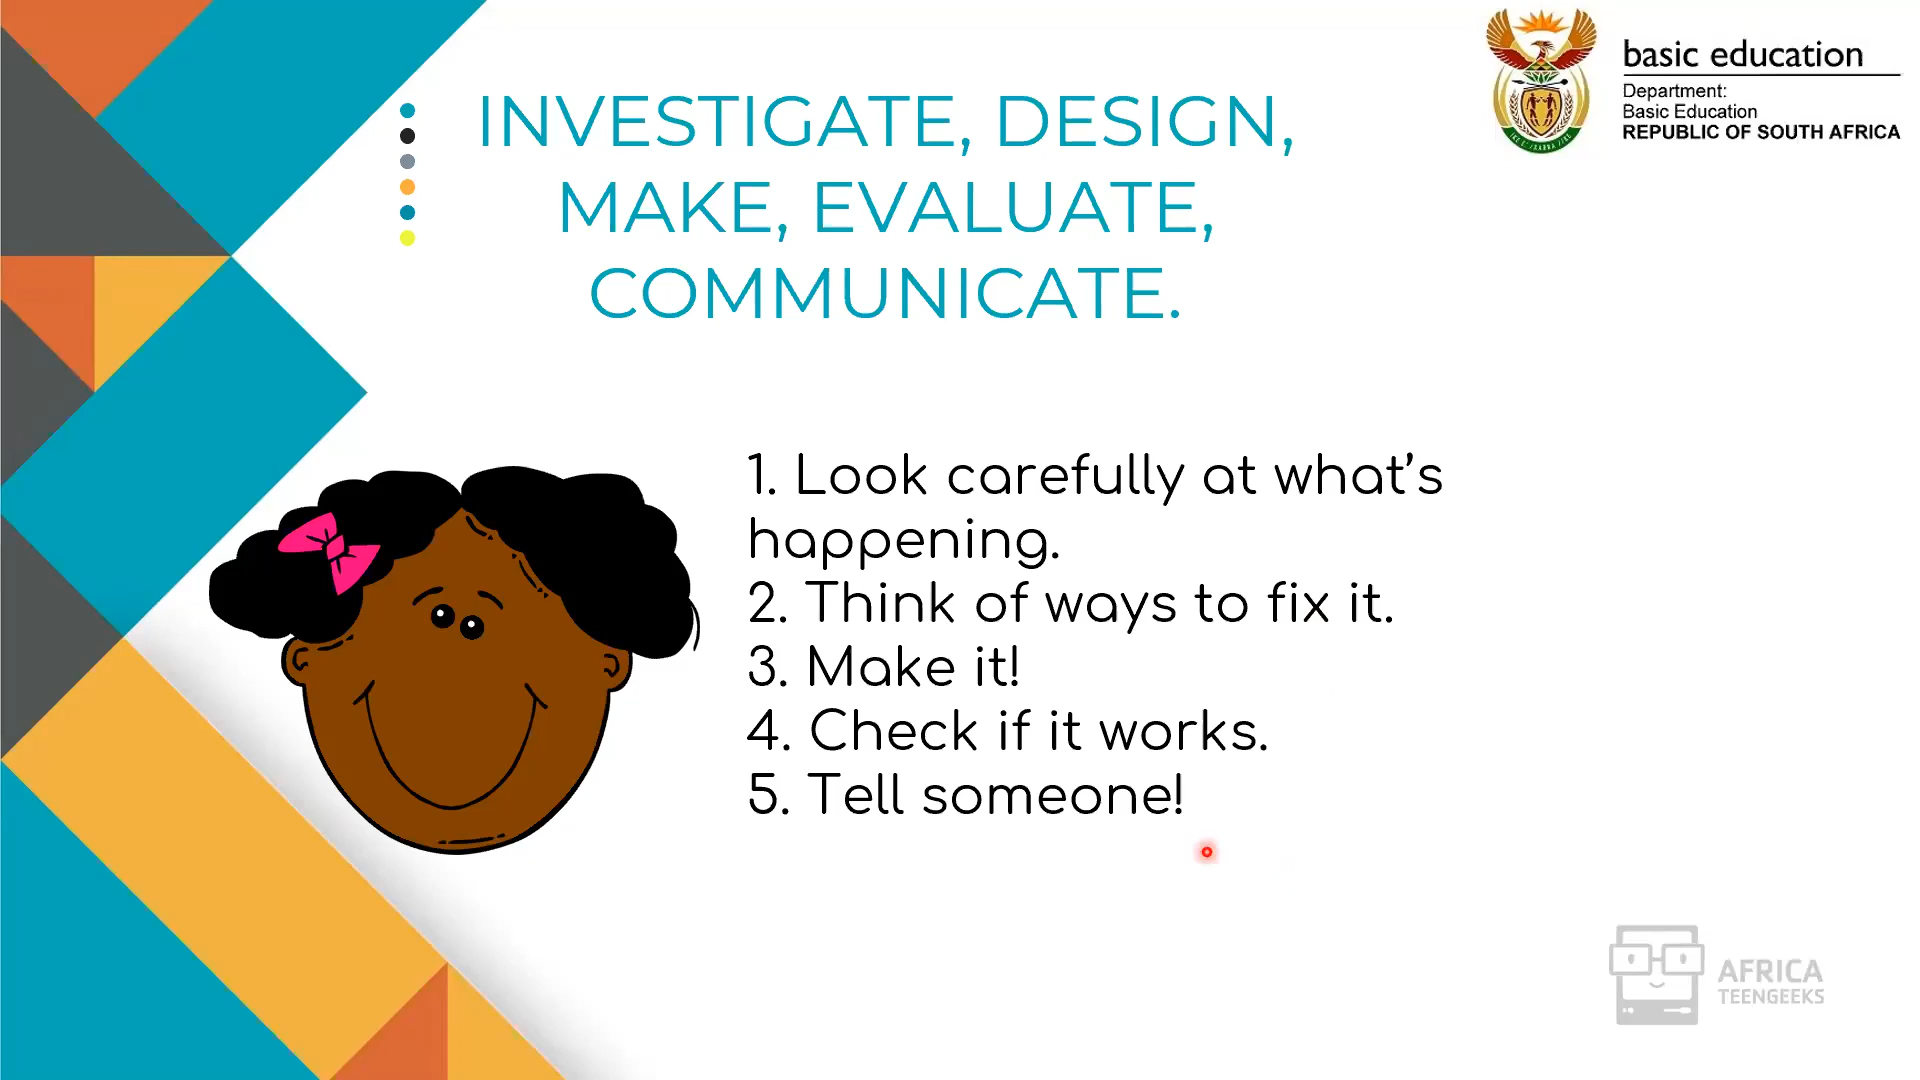 INVESTIGATE, DESIGN,
MAKE, EVALUATE,
COMMUNICATE.
basic education
Department:
Basic Education
REPUBLIC OF SOUTH AFRICA
1. Look carefully at what’s
happening.
2. Think of ways to fix it.
3. Make it!
4. Check if it works.
5. Tell someone!
AFRICA
TEENGEEKS